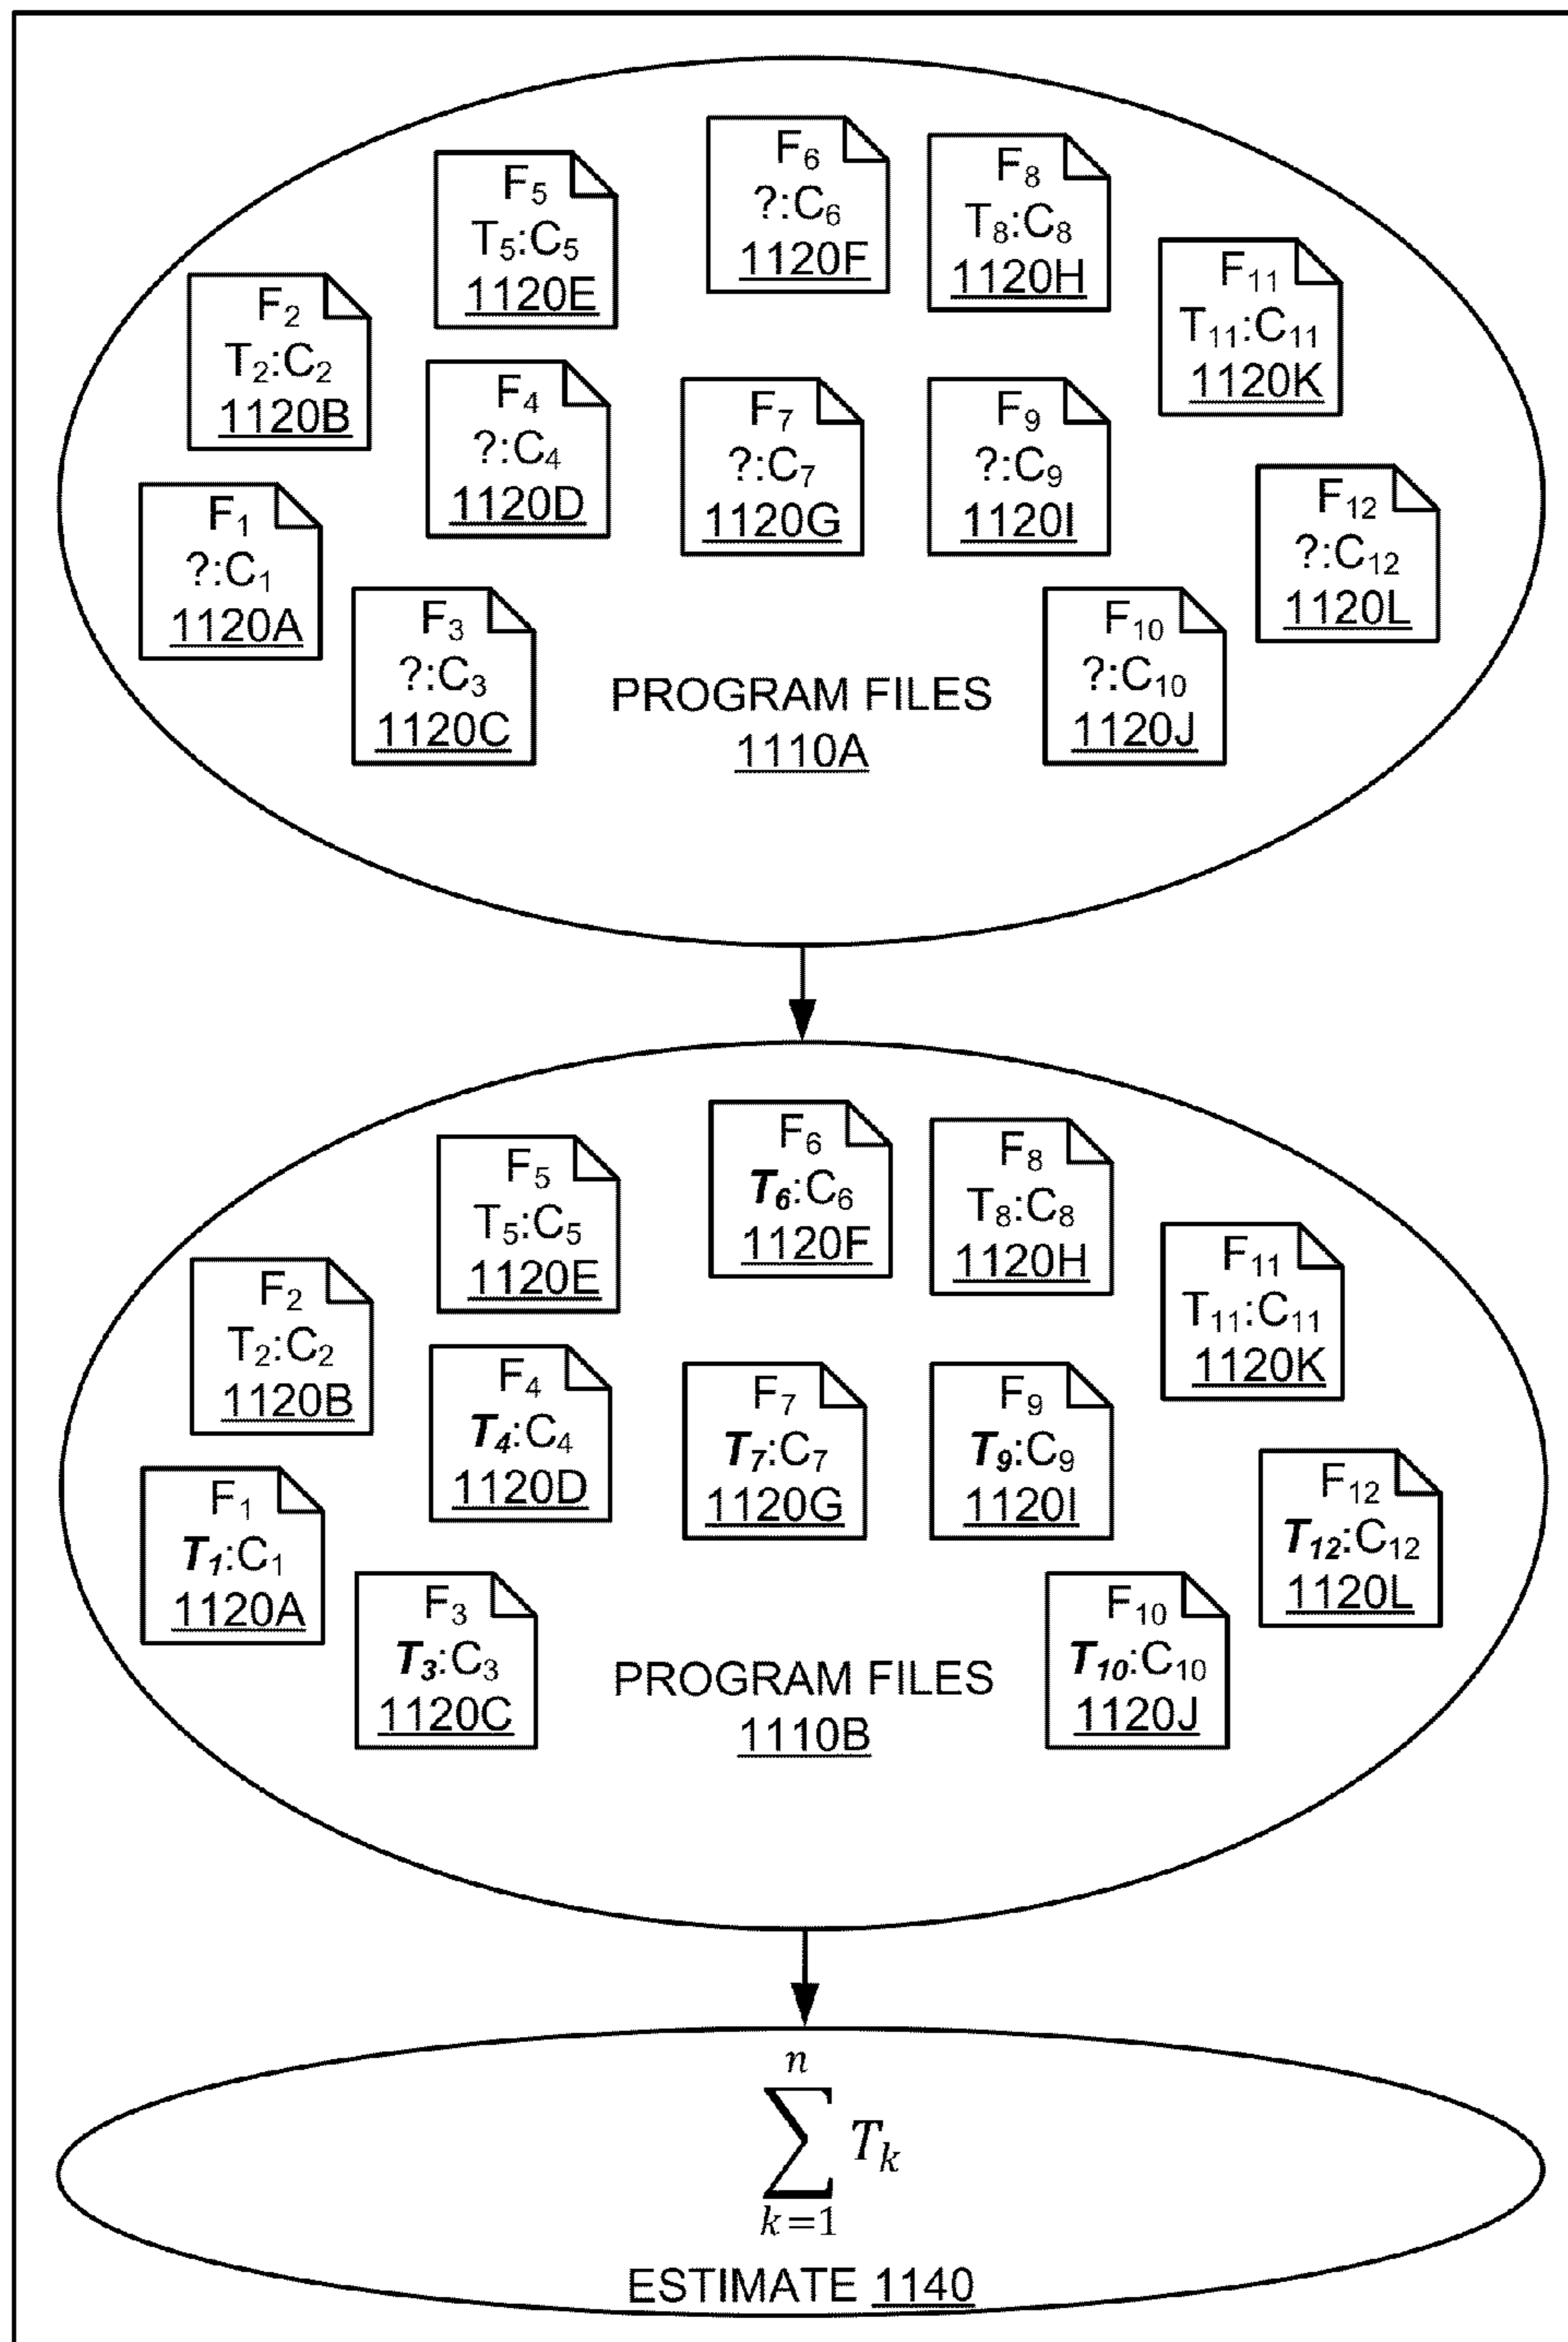 F₆
?:C₆
1120F
F₈
T₈:C₈
1120H
F₅
T₅:C₅
1120E
F₁₁
T₁₁:C₁₁
1120K
F₂
T₂:C₂
1120B
F₄
?:C₄
1120D
F₇
?:C₇
1120G
F₉
?:C₉
1120I
F₁₂
?:C₁₂
1120L
F₁
?:C₁
1120A
F₃
?:C₃
1120C
F₁₀
?:C₁₀
1120J
PROGRAM FILES
1110A
F₆
T₆:C₆
1120F
F₈
T₈:C₈
1120H
F₅
T₅:C₅
1120E
F₁₁
T₁₁:C₁₁
1120K
F₂
T₂:C₂
1120B
F₄
T₄:C₄
1120D
F₇
T₇:C₇
1120G
F₉
T₉:C₉
1120I
F₁₂
T₁₂:C₁₂
1120L
F₁
T₁:C₁
1120A
F₃
T₃:C₃
1120C
F₁₀
T₁₀:C₁₀
1120J
PROGRAM FILES
1110B
n
∑ Tₖ
k=1
ESTIMATE 1140